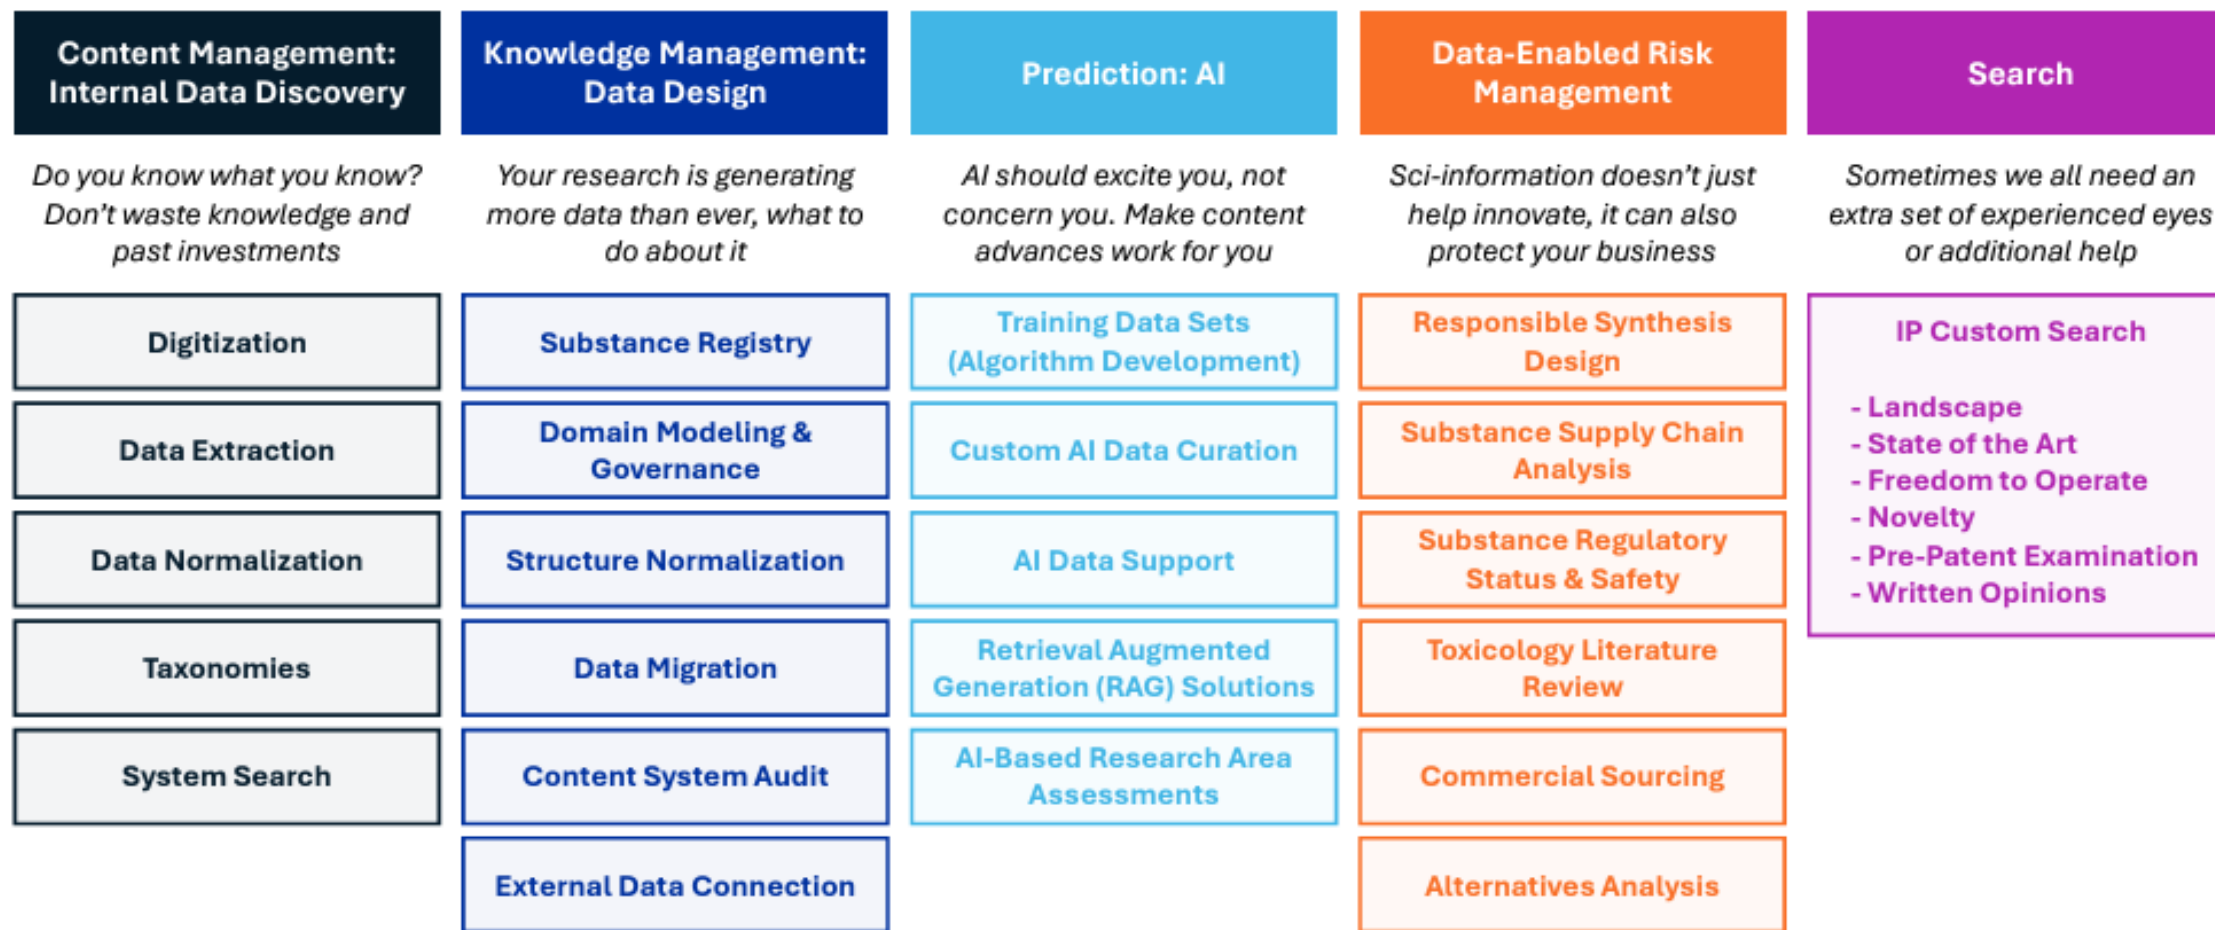 Content Management:
Internal Data Discovery
Do you know what you know?
Don't waste knowledge and
past investments
Digitization
Data Extraction
Data Normalization
Taxonomies
System Search
Knowledge Management:
Data Design
Your research is generating
more data than ever, what to
do about it
Substance Registry
Domain Modeling &
Governance
Structure Normalization
Data Migration
Content System Audit
External Data Connection
Prediction: AI
AI should excite you, not
concern you. Make content
advances work for you
Training Data Sets
(Algorithm Development)
Custom AI Data Curation
AI Data Support
Retrieval Augmented
Generation (RAG) Solutions
AI-Based Research Area
Assessments
Data-Enabled Risk
Management
Sci-information doesn't just
help innovate, it can also
protect your business
Responsible Synthesis
Design
Substance Supply Chain
Analysis
Substance Regulatory
Status & Safety
Toxicology Literature
Review
Commercial Sourcing
Alternatives Analysis
Search
Sometimes we all need an
extra set of experienced eyes
or additional help
IP Custom Search
- Landscape
- State of the Art
- Freedom to Operate
- Novelty
- Pre-Patent Examination
- Written Opinions